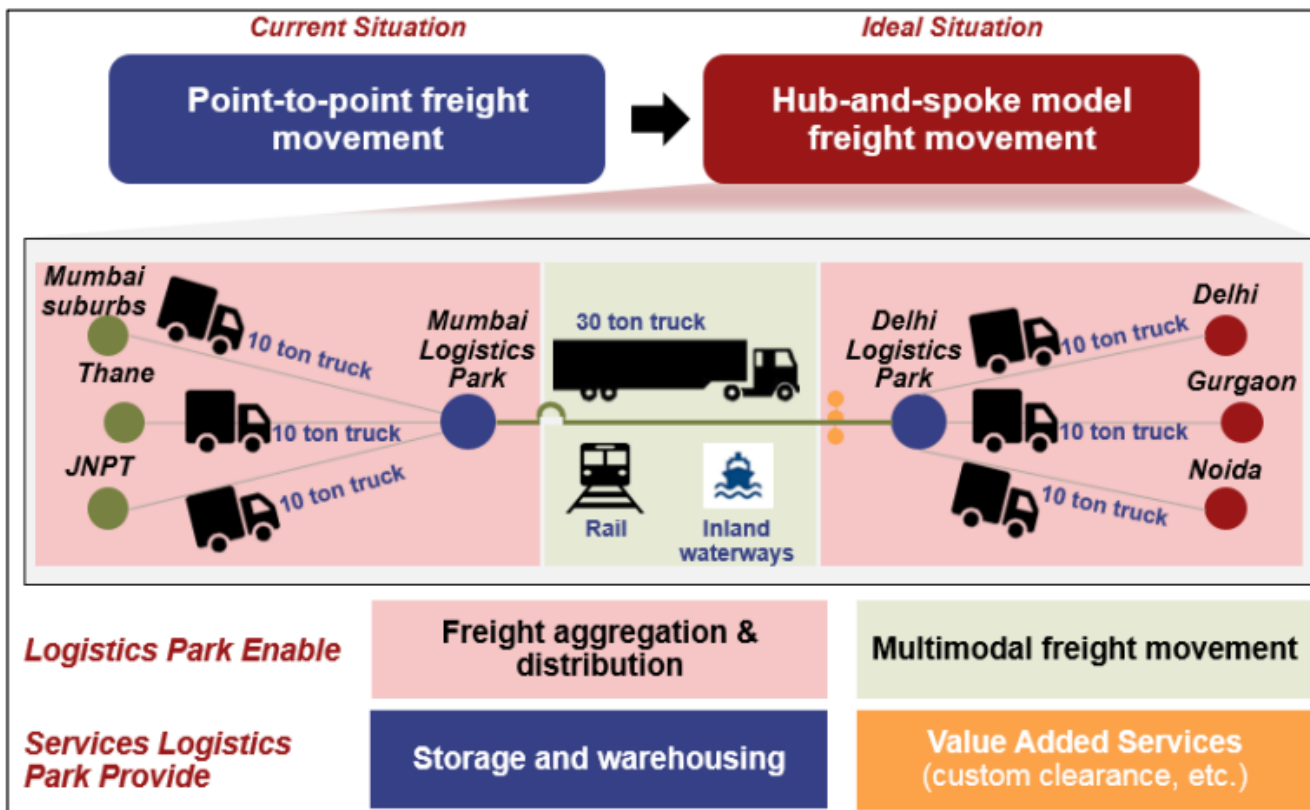 Current Situation
Ideal Situation
Point-to-point freight
movement
Hub-and-spoke model
freight movement
Mumbai
suburbs
10 ton truck
Thane
10 ton truck
JNPT
10 ton truck
Mumbai
Logistics
Park
30 ton truck
Rail
Inland
waterways
Delhi
Logistics
Park
10 ton truck
Delhi
10 ton truck
Gurgaon
10 ton truck
Noida
Logistics Park Enable
Freight aggregation &
distribution
Multimodal freight movement
Services Logistics
Park Provide
Storage and warehousing
Value Added Services
(custom clearance, etc.)